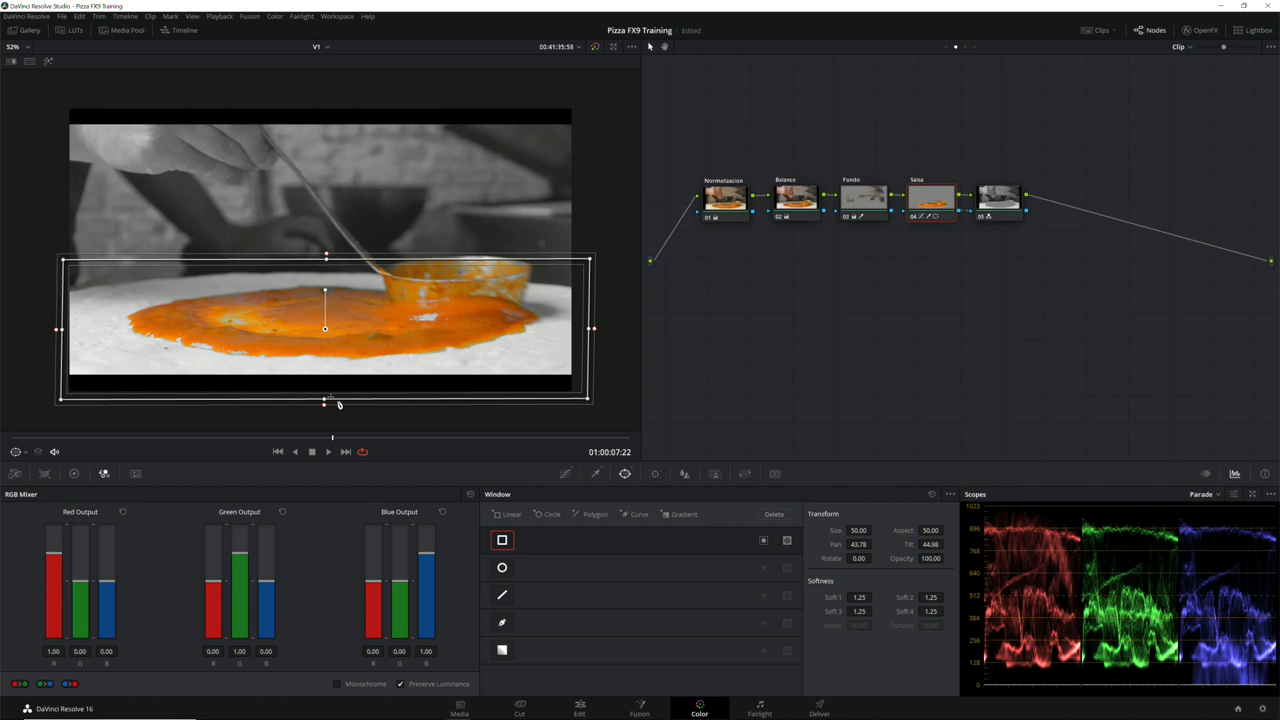 DaVinci Resolve Studio
DaVinci Resolve File Edit Trim Timeline Clip Mark View Playback Fusion Color Fairlight Workspace Help
Gallery LUTs Media Pool Timeline Pizza FX9 Training Edited Clips Nodes OpenFX Lightbox
52% V1 00:41:35:58 Clip
Normalizacion Balance Fondo Salsa
01 02 03 04 05
01:00:07:22
RGB Mixer Window Scopes Parade
Red Output Green Output Blue Output
Linear Circle Polygon Curve Gradient Delete
Transform
Size 50.00 Aspect 50.00
Pan 43.78 Tilt 44.98
Rotate 0.00 Opacity 100.00
Softness
Soft 1 1.25 Soft 2 1.25
Soft 3 1.25 Soft 4 1.25
Inside 50.00 Outside 50.00
1.00 0.00 0.00 0.00 1.00 0.00 0.00 0.00 1.00
R G B R G B R G B
Monochrome Preserve Luminance
1023
896
768
640
512
384
256
128
0
DaVinci Resolve 16 Media Cut Edit Fusion Color Fairlight Deliver